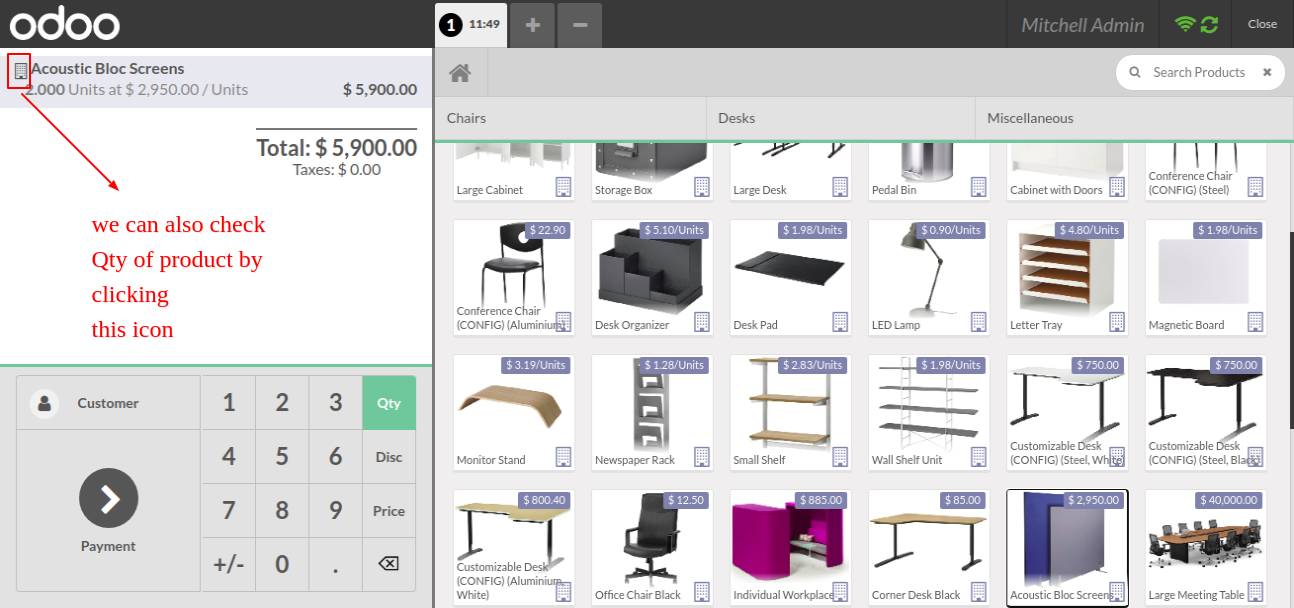 odoo
1 11:49 + −
Mitchell Admin
Close
Acoustic Bloc Screens
2.000 Units at $ 2,950.00 / Units $ 5,900.00
Total: $ 5,900.00
Taxes: $ 0.00
we can also check
Qty of product by
clicking
this icon
Customer
Payment
1 2 3 Qty
4 5 6 Disc
7 8 9 Price
+/- 0 .
Search Products
Chairs Desks Miscellaneous
Large Cabinet
Storage Box
Large Desk
Pedal Bin
Cabinet with Doors
Conference Chair
(CONFIG) (Steel)
$ 22.90
Conference Chair
(CONFIG) (Aluminium)
$ 5.10/Units
Desk Organizer
$ 1.98/Units
Desk Pad
$ 0.90/Units
LED Lamp
$ 4.80/Units
Letter Tray
$ 1.98/Units
Magnetic Board
$ 3.19/Units
Monitor Stand
$ 1.28/Units
Newspaper Rack
$ 2.83/Units
Small Shelf
$ 1.98/Units
Wall Shelf Unit
$ 750.00
Customizable Desk
(CONFIG) (Steel, White)
$ 750.00
Customizable Desk
(CONFIG) (Steel, Black)
$ 800.40
Customizable Desk
(CONFIG) (Aluminium,
White)
$ 12.50
Office Chair Black
$ 885.00
Individual Workplace
$ 85.00
Corner Desk Black
$ 2,950.00
Acoustic Bloc Screens
$ 40,000.00
Large Meeting Table